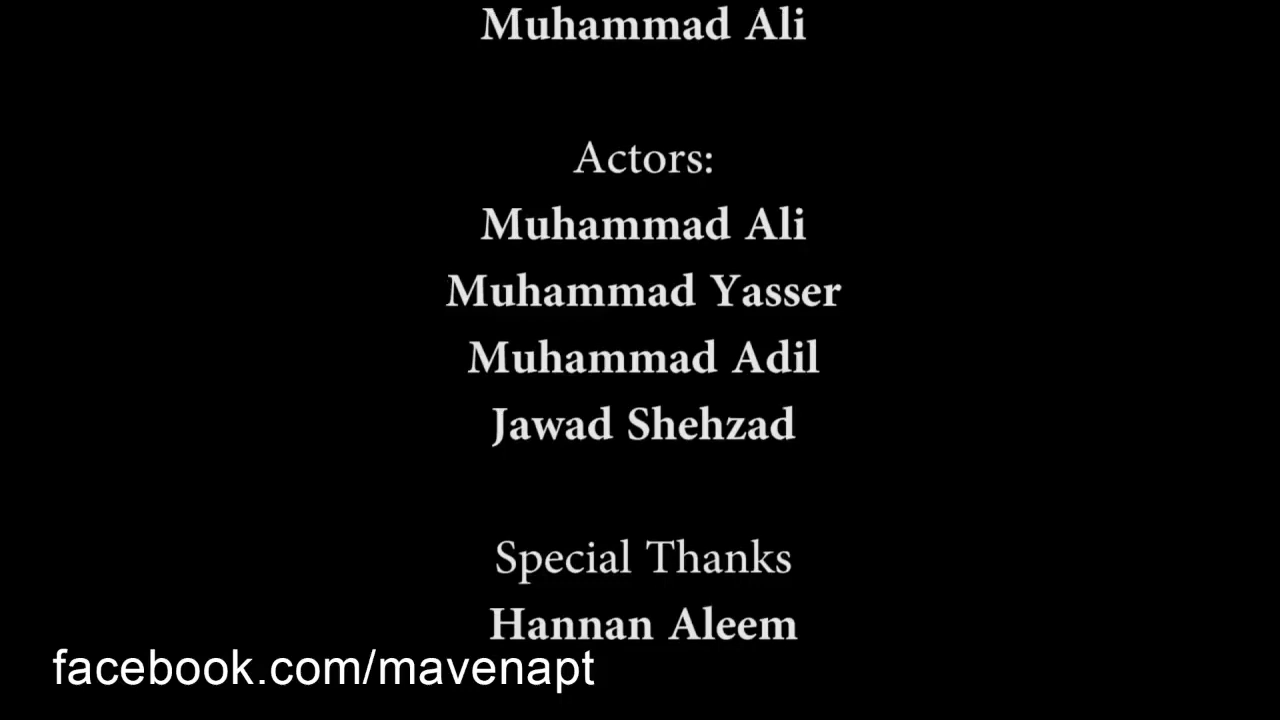 Muhammad Ali
Actors:
Muhammad Ali
Muhammad Yasser
Muhammad Adil
Jawad Shehzad
Special Thanks
Hannan Aleem
facebook.com/mavenapt